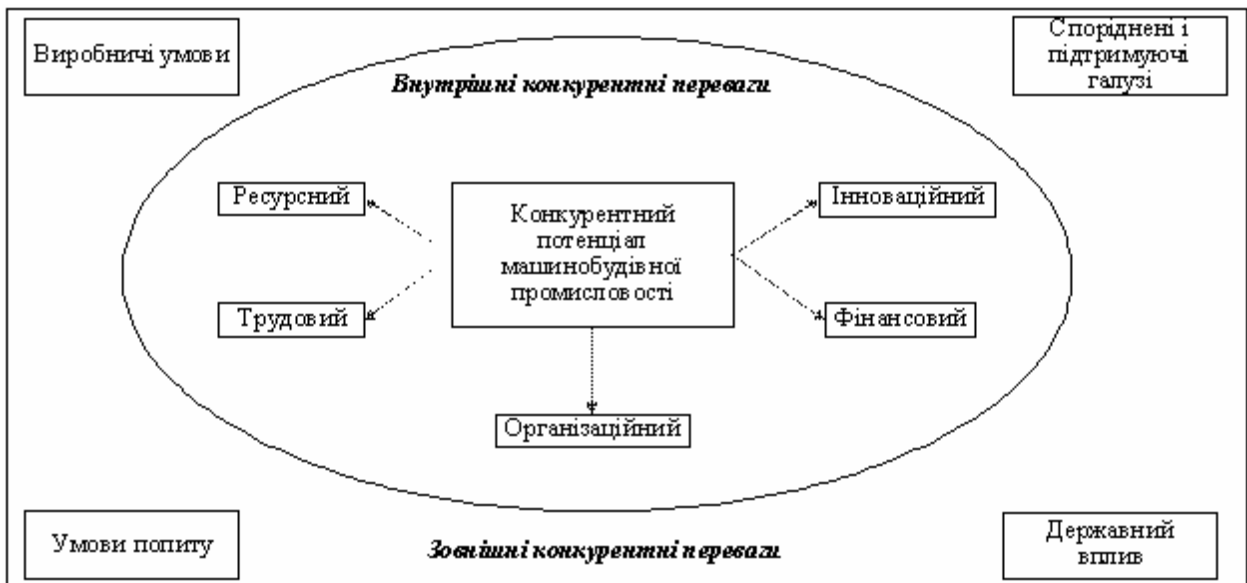 Виробничі умови
Споріднені і
підтримуючі
галузі
Внутрішні конкурентні переваги
Ресурсний
Інноваційний
Конкурентний
потенціал
машинобудівної
промисловості
Трудовий
Фінансовий
Організаційний
Умови попиту
Зовнішні конкурентні переваги
Державний
вплив